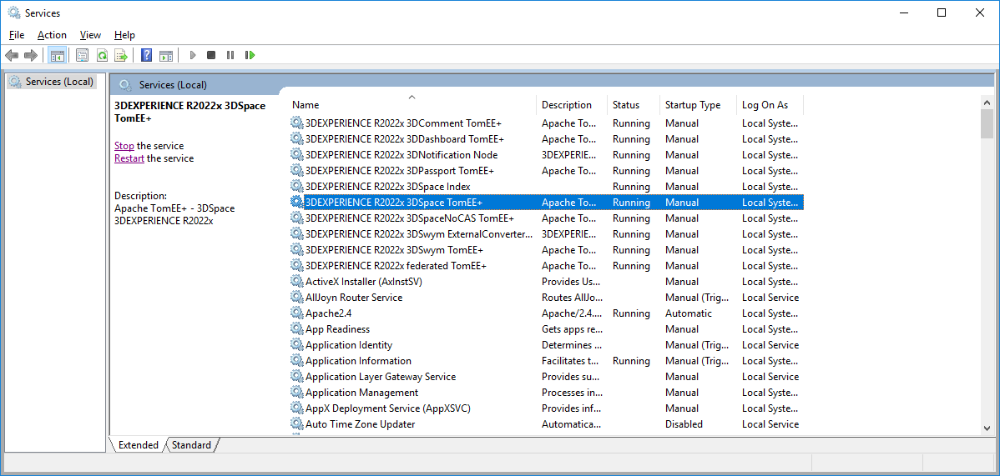 Services
File Action View Help
Services (Local)
Services (Local)
3DEXPERIENCE R2022x 3DSpace
TomEE+
Stop the service
Restart the service
Description:
Apache TomEE+ - 3DSpace
3DEXPERIENCE R2022x
Name Description Status Startup Type Log On As
3DEXPERIENCE R2022x 3DComment TomEE+ Apache To... Running Manual Local Syste...
3DEXPERIENCE R2022x 3DDashboard TomEE+ Apache To... Running Manual Local Syste...
3DEXPERIENCE R2022x 3DNotification Node 3DEXPERIE... Running Manual Local Syste...
3DEXPERIENCE R2022x 3DPassport TomEE+ Apache To... Running Manual Local Syste...
3DEXPERIENCE R2022x 3DSpace Index Running Manual Local Syste...
3DEXPERIENCE R2022x 3DSpace TomEE+ Apache To... Running Manual Local Syste...
3DEXPERIENCE R2022x 3DSpaceNoCAS TomEE+ Apache To... Running Manual Local Syste...
3DEXPERIENCE R2022x 3DSwym ExternalConverter... 3DEXPERIE... Running Manual Local Syste...
3DEXPERIENCE R2022x 3DSwym TomEE+ Apache To... Running Manual Local Syste...
3DEXPERIENCE R2022x federated TomEE+ Apache To... Running Manual Local Syste...
ActiveX Installer (AxInstSV) Provides Us... Manual Local Syste...
AllJoyn Router Service Routes AllJo... Manual (Trig... Local Service
Apache2.4 Apache/2.4.... Running Automatic Local Syste...
App Readiness Gets apps re... Manual Local Syste...
Application Identity Determines ... Manual (Trig... Local Service
Application Information Facilitates t... Running Manual (Trig... Local Syste...
Application Layer Gateway Service Provides su... Manual Local Service
Application Management Processes in... Manual Local Syste...
AppX Deployment Service (AppXSVC) Provides inf... Manual Local Syste...
Auto Time Zone Updater Automatica... Disabled Local Service
Extended Standard